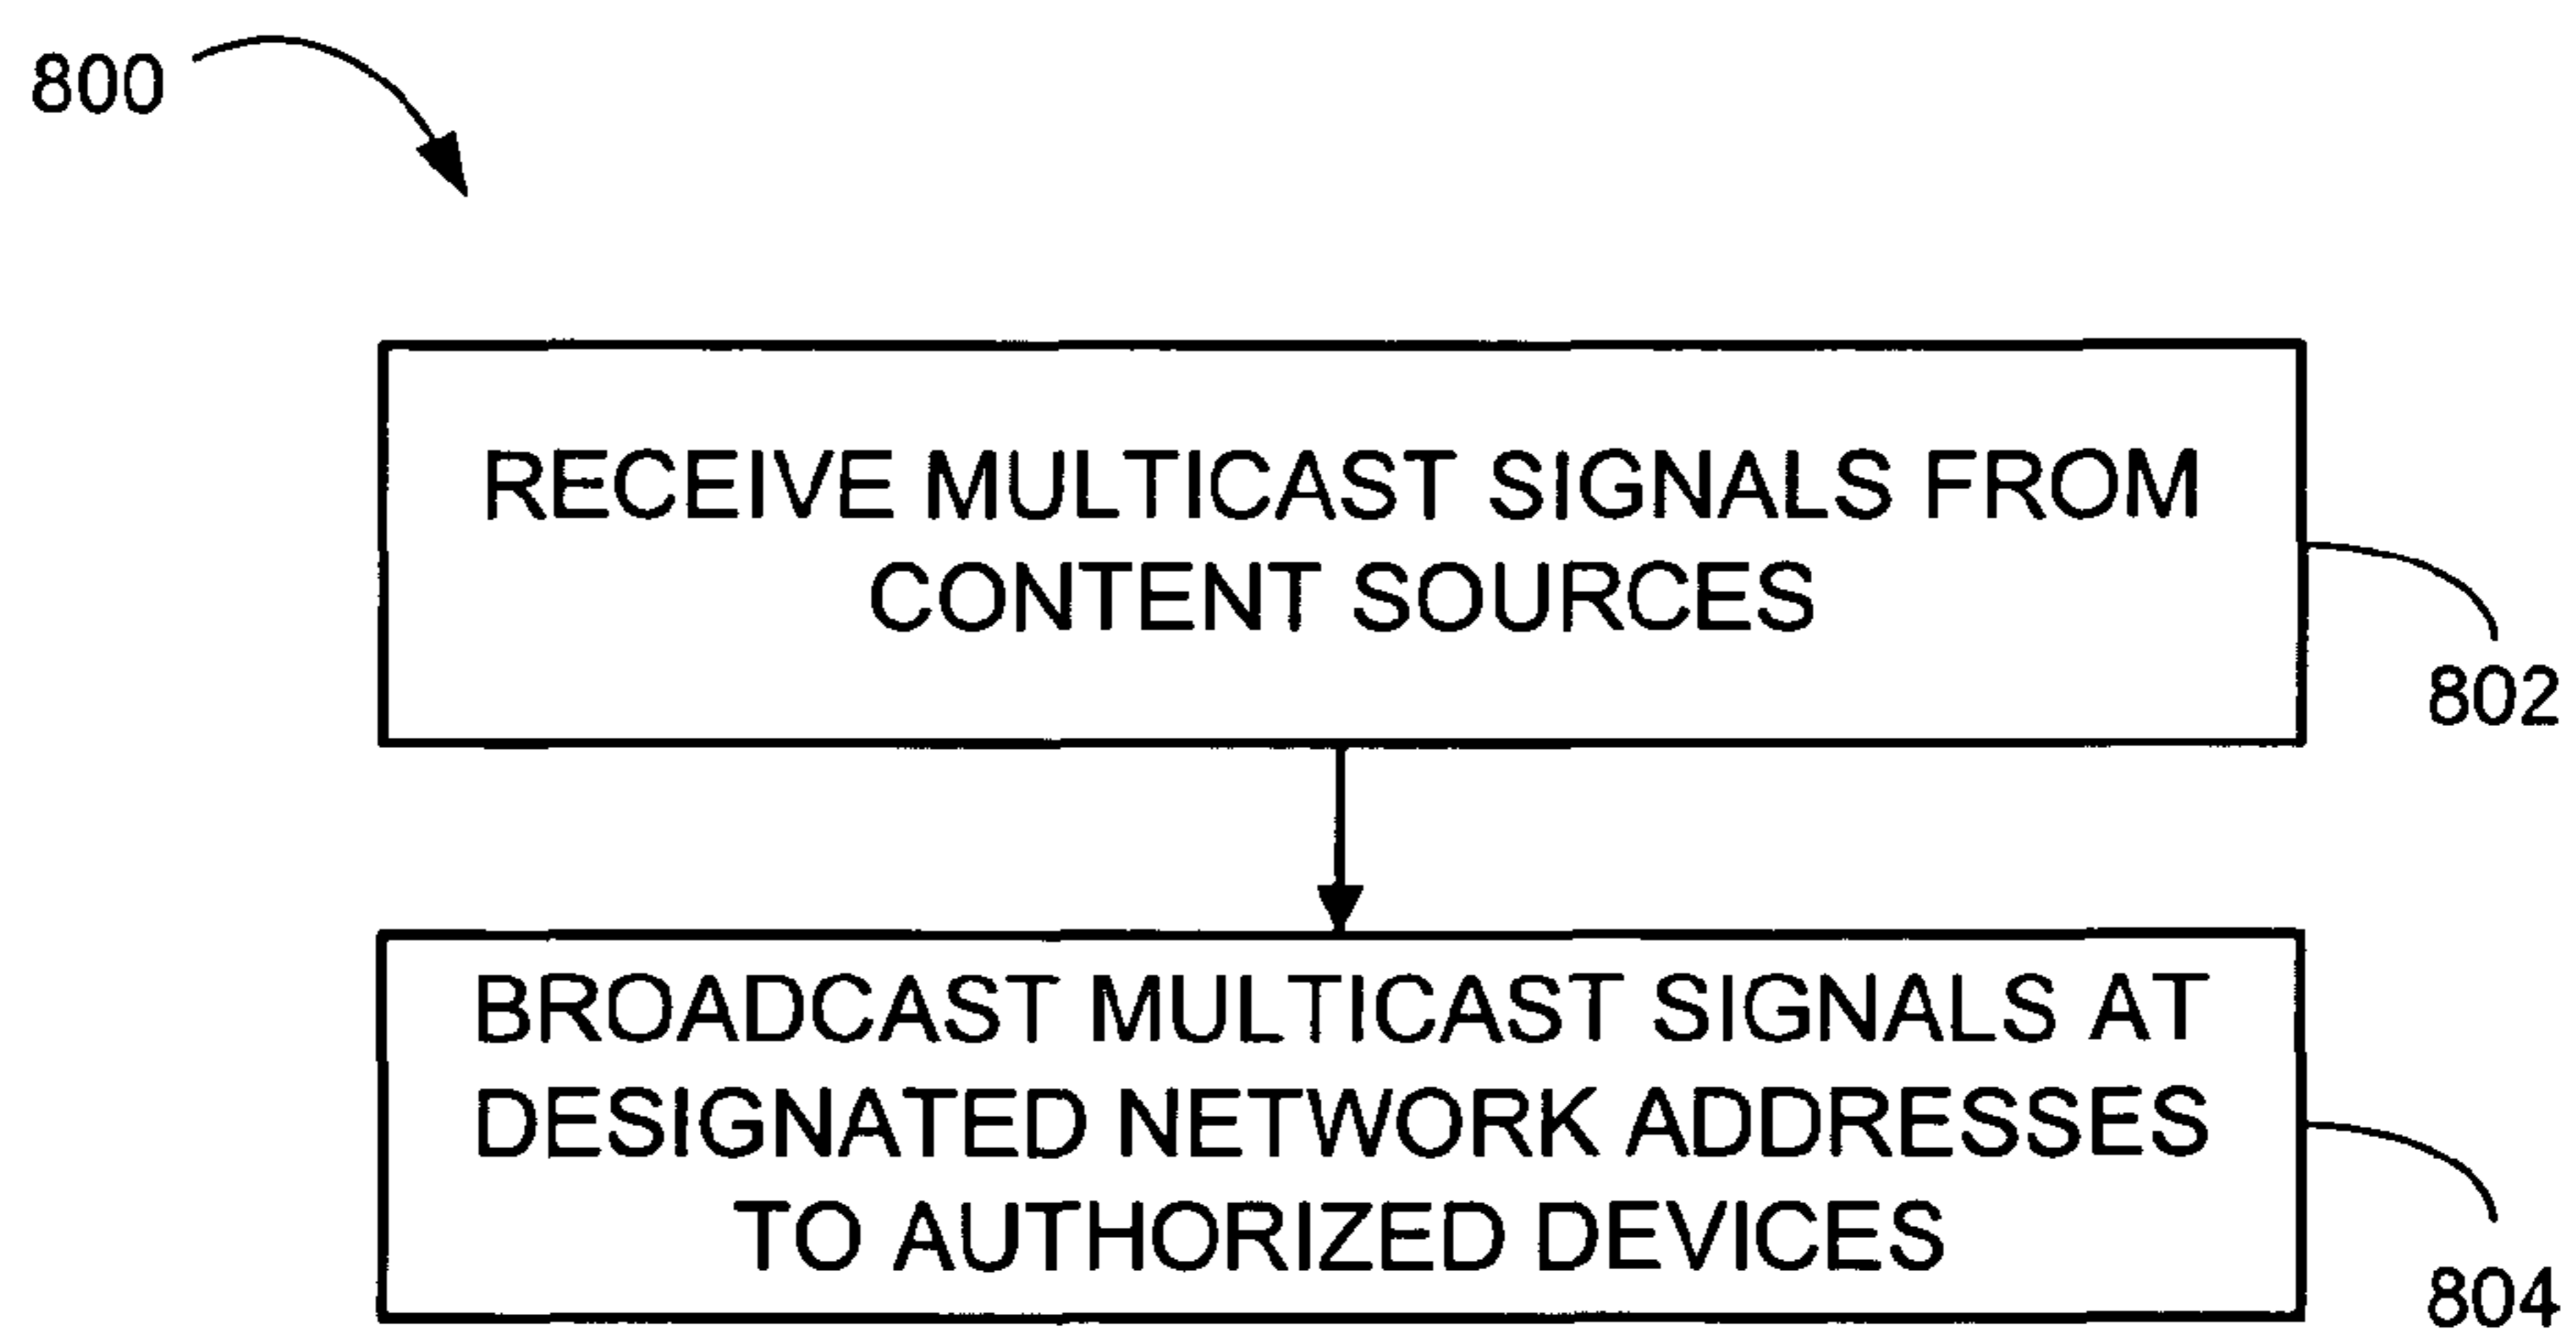 800
RECEIVE MULTICAST SIGNALS FROM
CONTENT SOURCES
802
BROADCAST MULTICAST SIGNALS AT
DESIGNATED NETWORK ADDRESSES
TO AUTHORIZED DEVICES
804